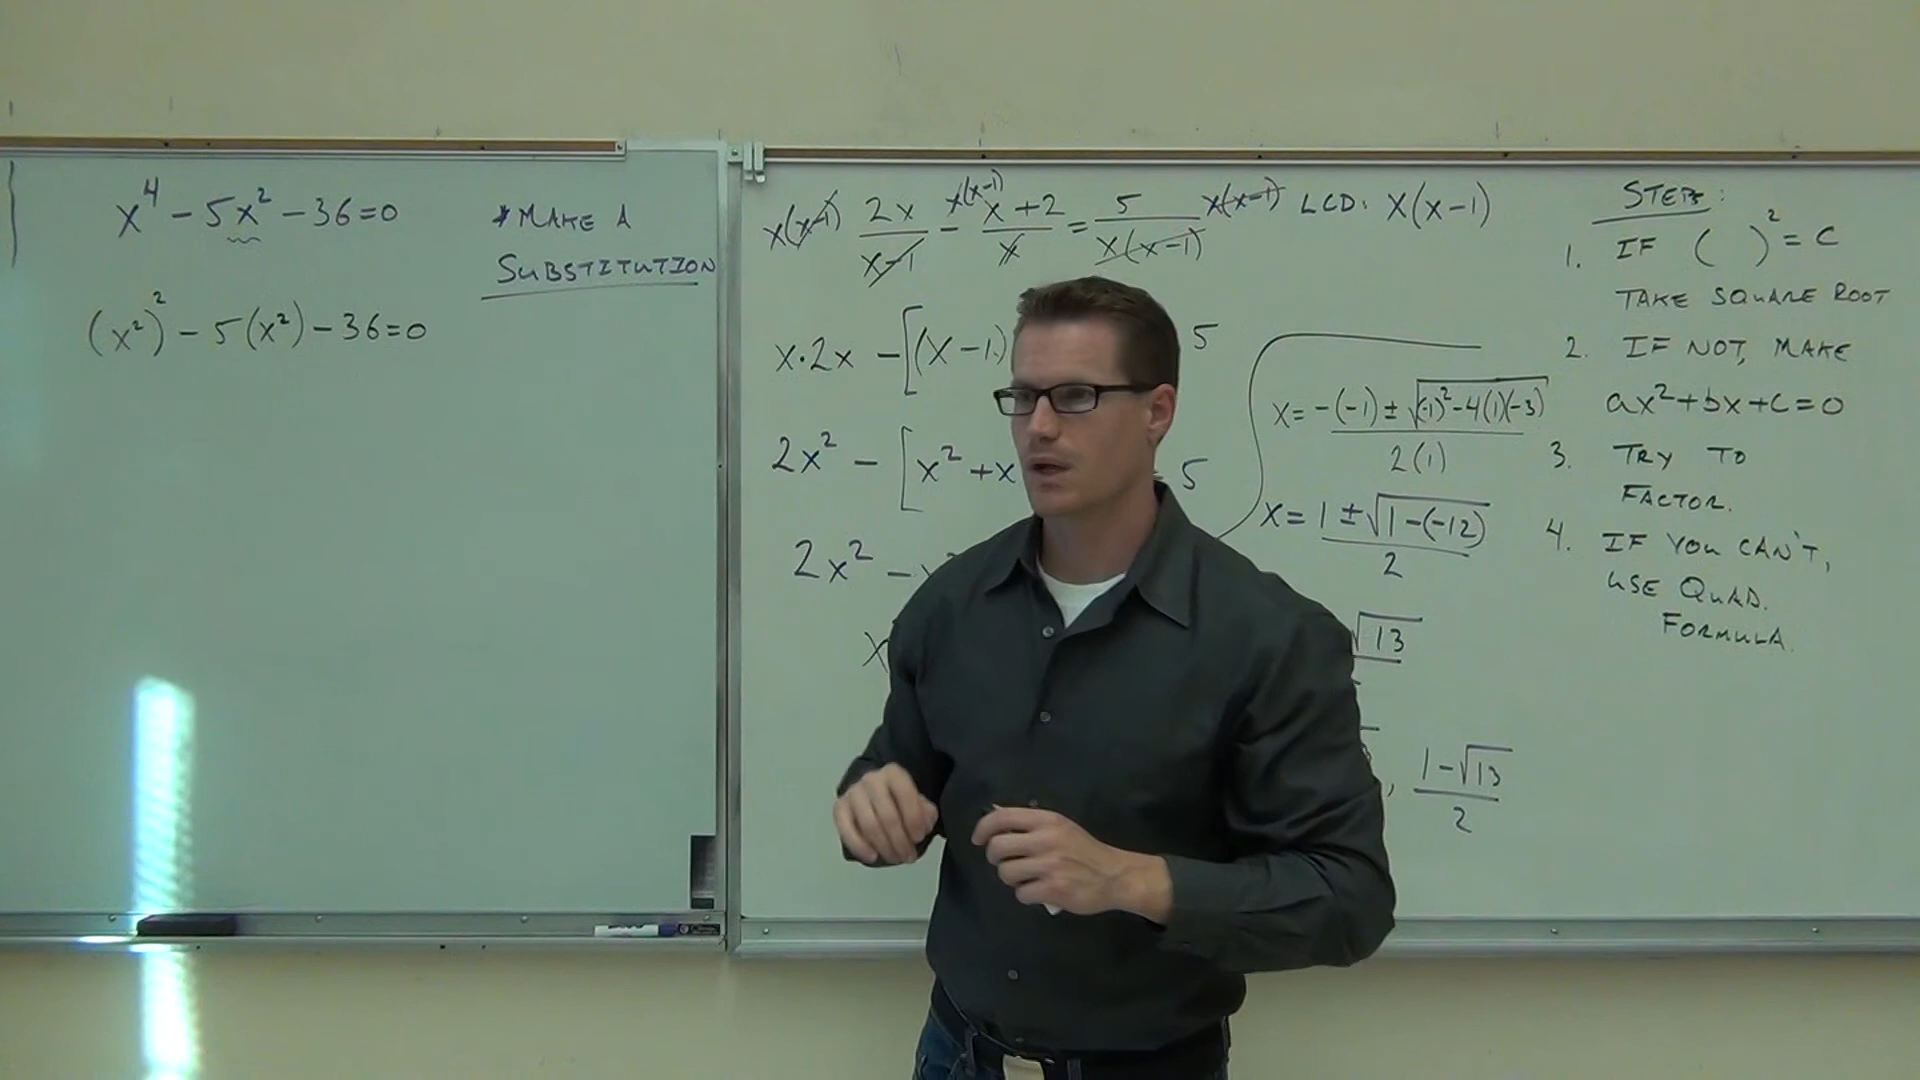 x⁴ - 5x² - 36 = 0
* MAKE A
SUBSTITUTION
(x²)² - 5(x²) - 36 = 0
x(x-1) 2x/(x-1) - x(x-1) (x+2)/x = 5/(x(x-1)) x(x-1) LCD: x(x-1)
x·2x - [(x-1) 5
2x² - [x² + x 5
2x² -
x
x = (-(-1) ± √((-1)² - 4(1)(-3)))/(2(1))
x = (1 ± √(1-(-12)))/2
√13
, (1-√13)/2
STEPS:
1. IF ( )² = C
TAKE SQUARE ROOT
2. IF NOT, MAKE
ax² + bx + c = 0
3. TRY TO
FACTOR.
4. IF YOU CAN'T,
USE QUAD.
FORMULA.